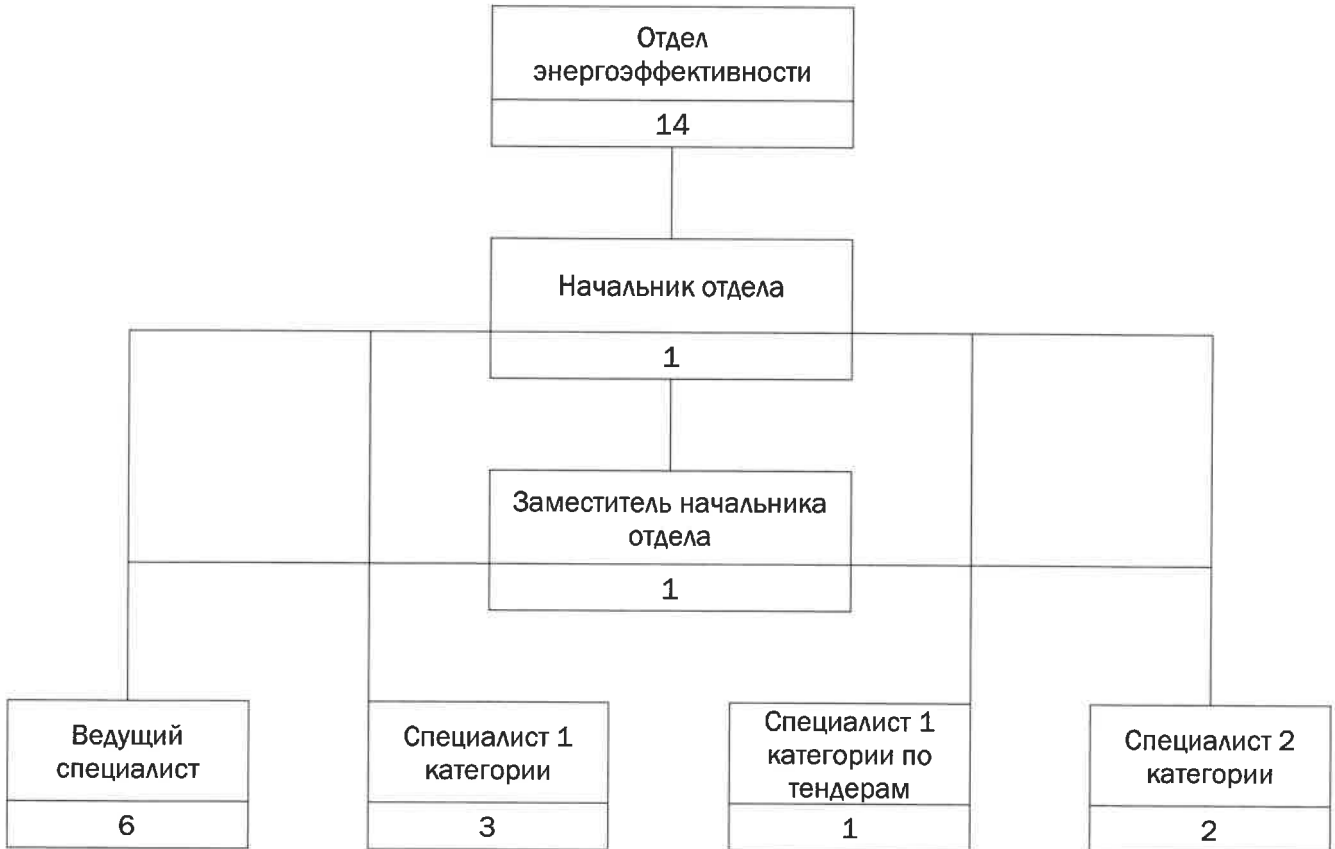 Отдел
энергоэффективности
14
Начальник отдела
1
Заместитель начальника
отдела
1
Ведущий
специалист
6
Специалист 1
категории
3
Специалист 1
категории по
тендерам
1
Специалист 2
категории
2